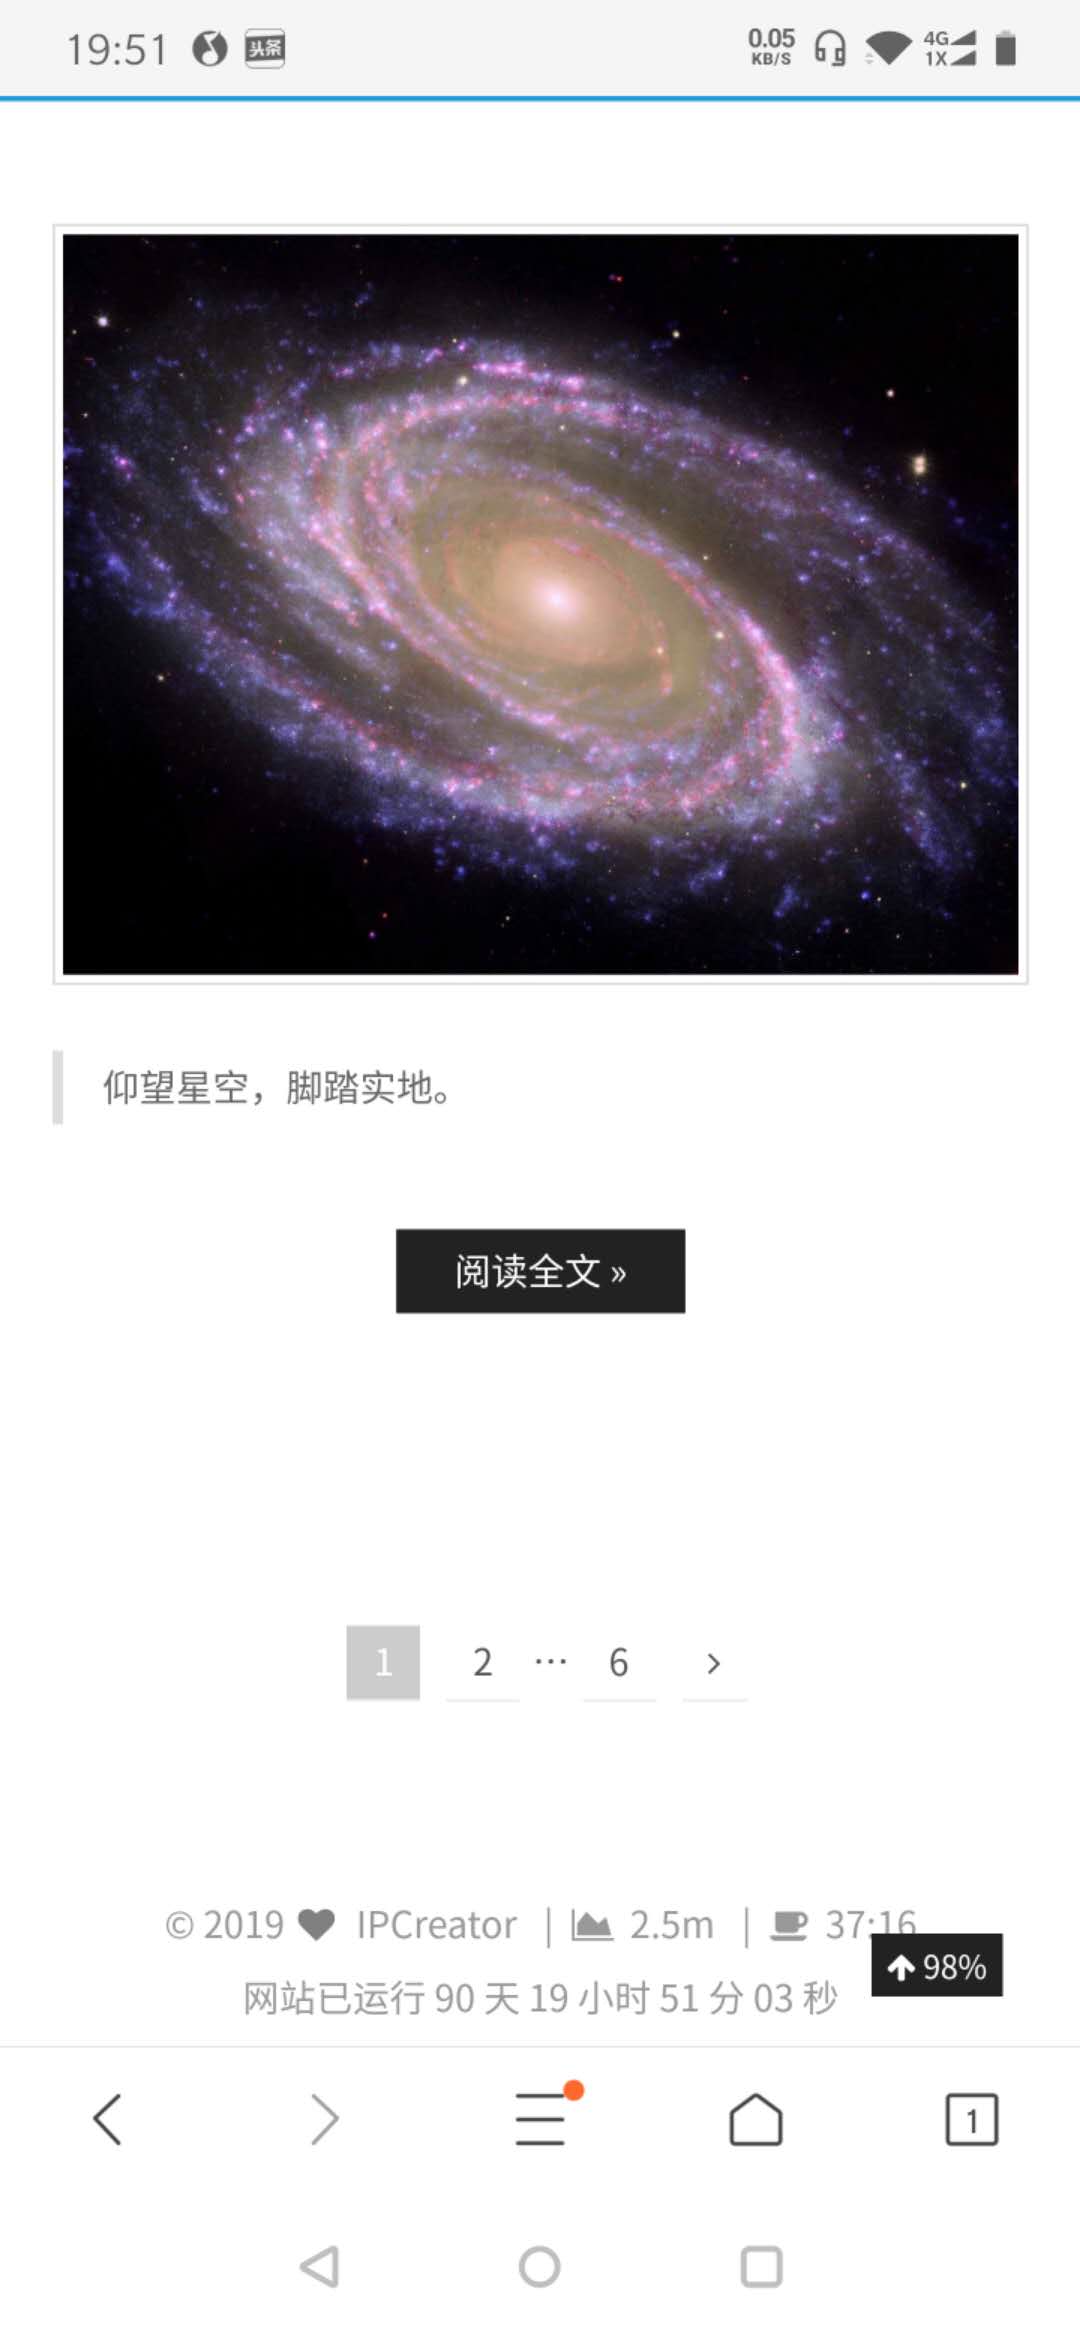 19:51 头条 0.05 KB/S 4G 1X
仰望星空，脚踏实地。
阅读全文 »
1 2 … 6 >
© 2019 IPCreator | 2.5m | 37:16
98%
网站已运行 90 天 19 小时 51 分 03 秒
1